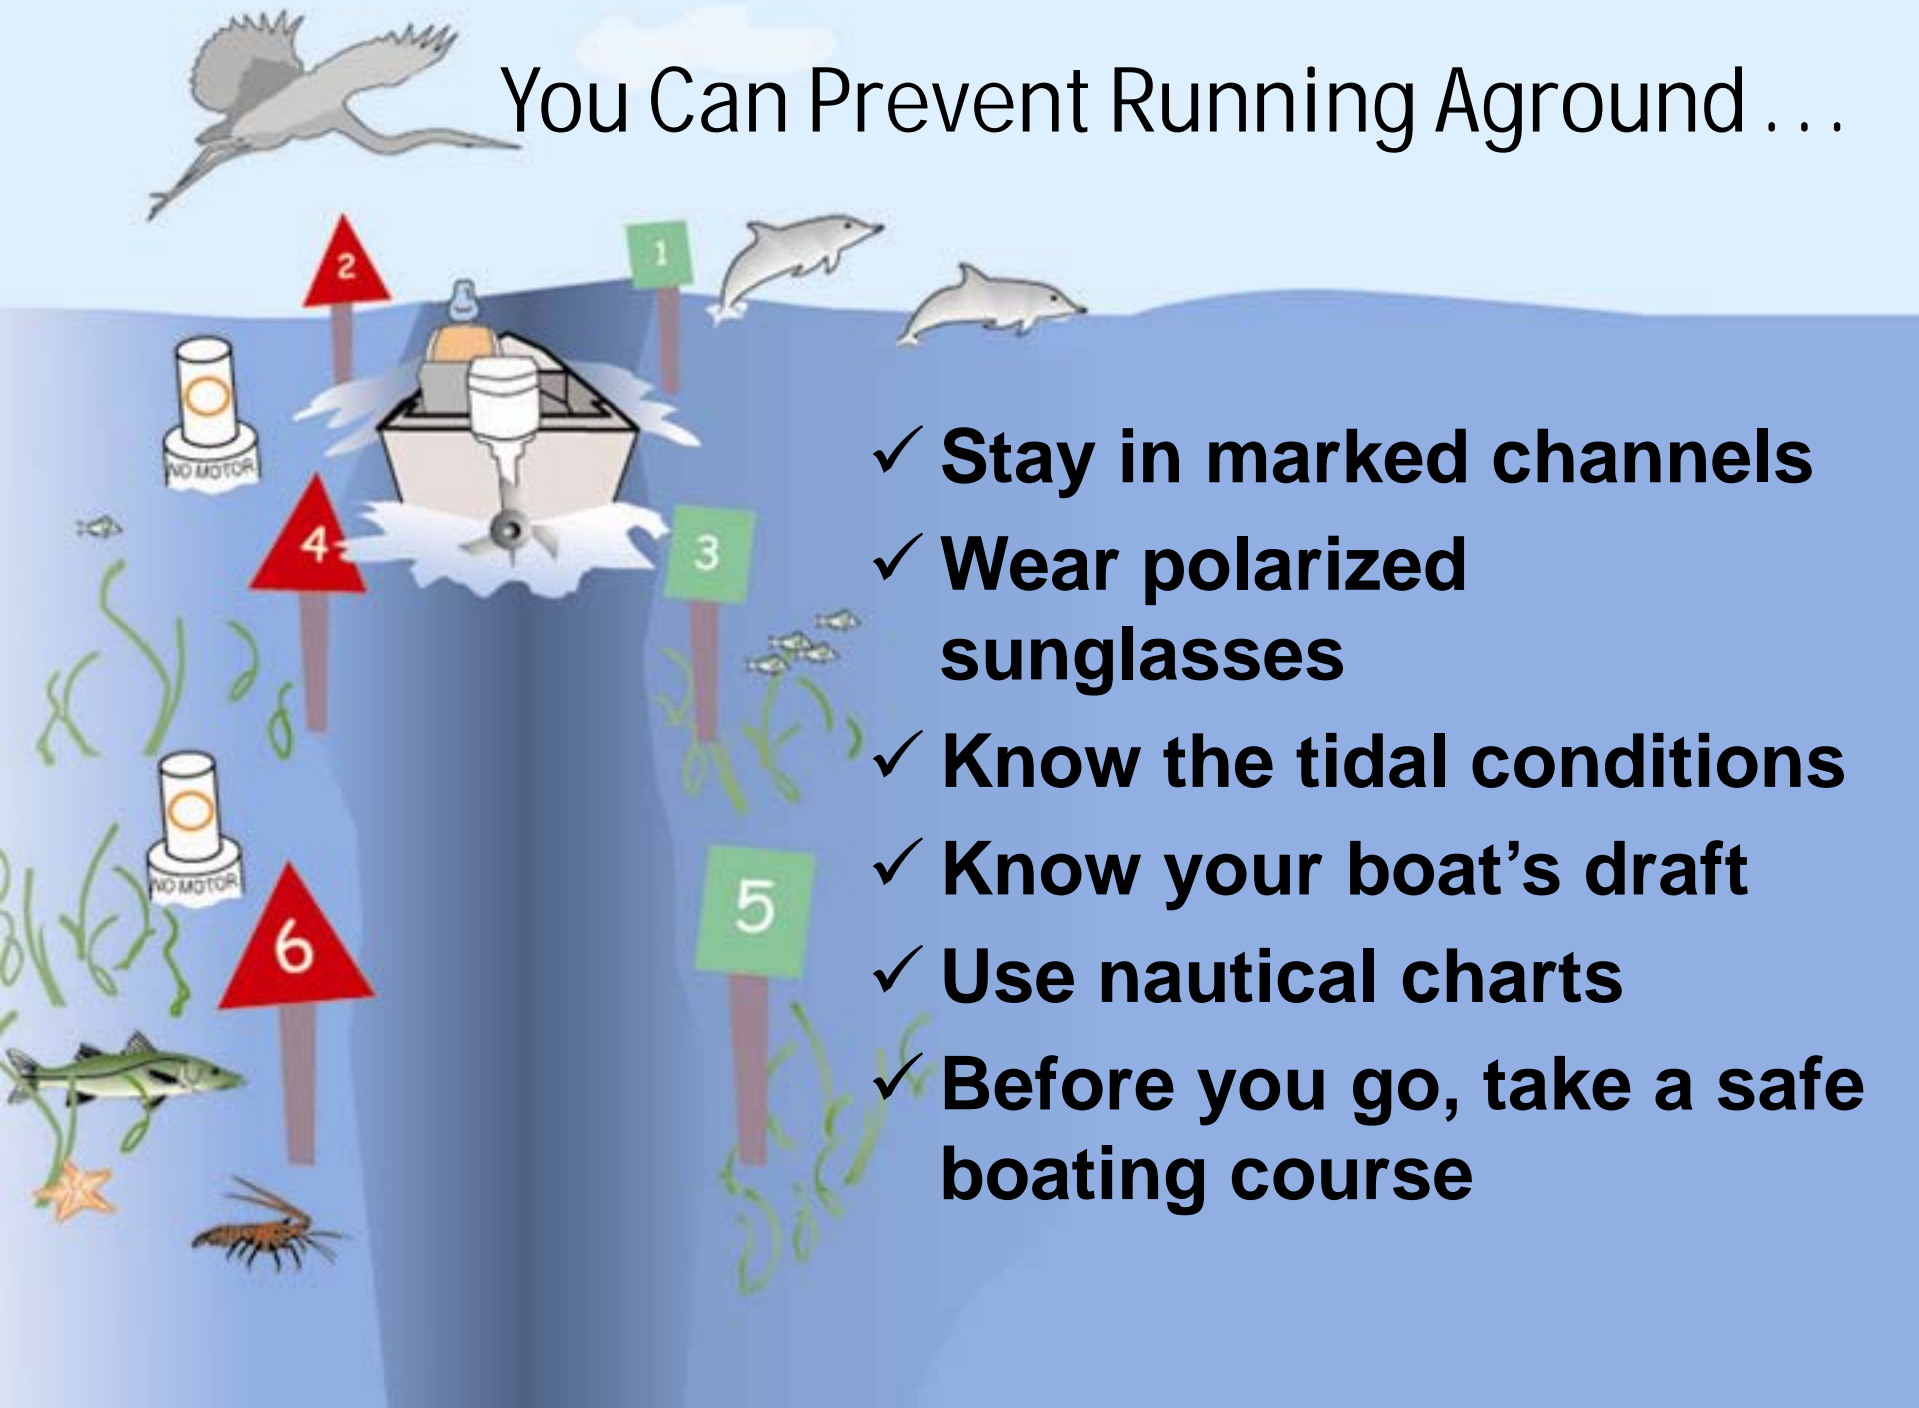 You Can Prevent Running Aground . . .
2
1
NO MOTOR
4
3
✓ Stay in marked channels
✓ Wear polarized
sunglasses
✓ Know the tidal conditions
✓ Know your boat’s draft
NO MOTOR
6
5
✓ Use nautical charts
✓ Before you go, take a safe
boating course